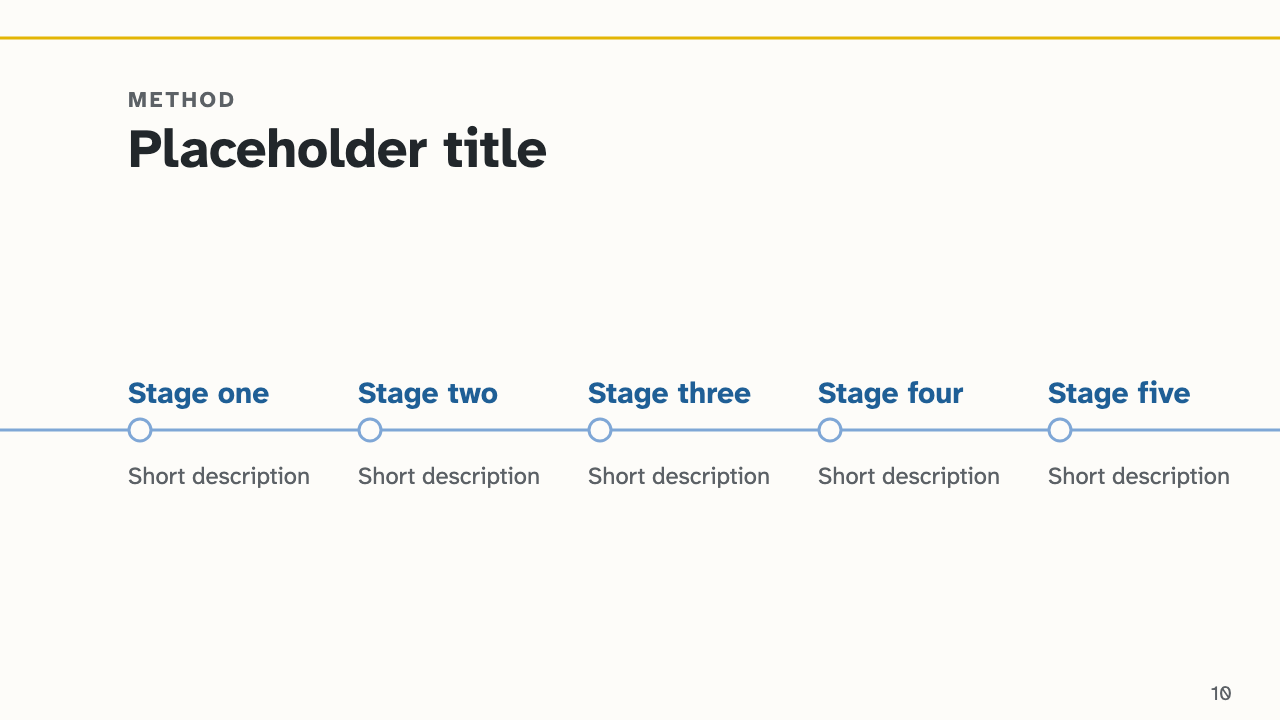 METHOD
Placeholder title
Stage one
Stage two
Stage three
Stage four
Stage five
Short description
Short description
Short description
Short description
Short description
10